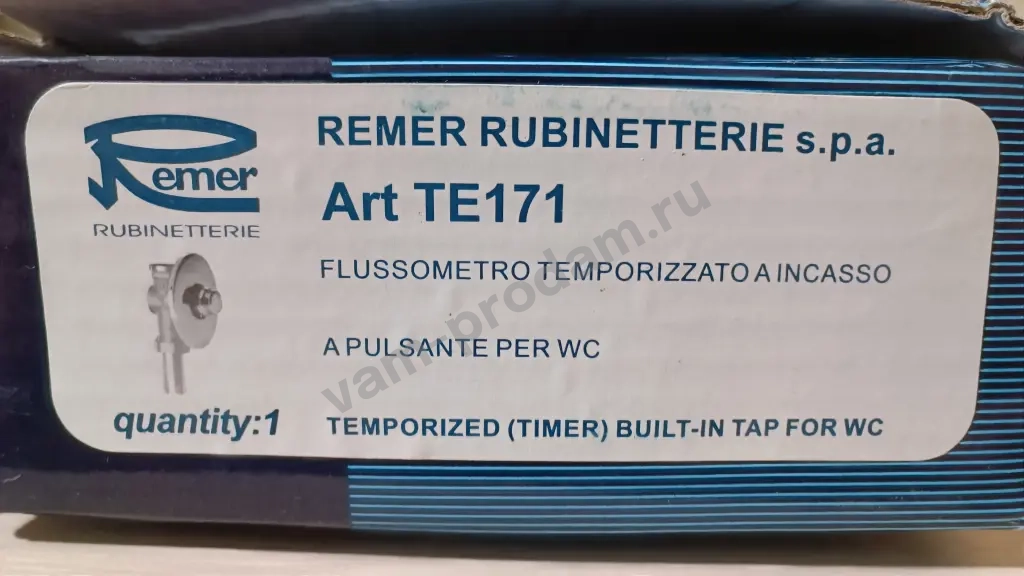 REMER RUBINETTERIE s.p.a.
Remer
RUBINETTERIE
Art TE171
FLUSSOMETRO TEMPORIZZATO A INCASSO
A PULSANTE PER WC
quantity:1
TEMPORIZED (TIMER) BUILT-IN TAP FOR WC
vam-prodam.ru